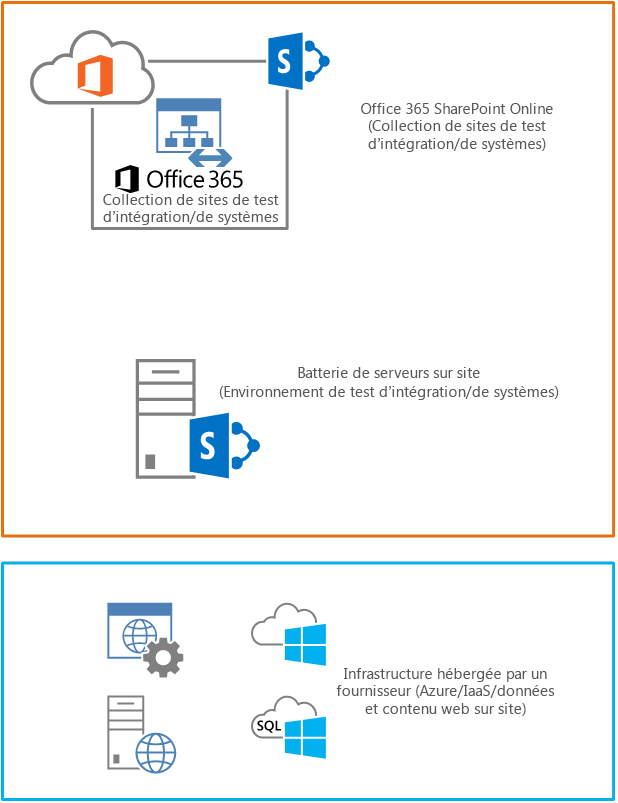 S
Office 365 SharePoint Online
(Collection de sites de test
d'intégration/de systèmes)
Office 365
Collection de sites de test
d'intégration/de systèmes
Batterie de serveurs sur site
(Environnement de test d'intégration/de systèmes)
S
Infrastructure hébergée par un
fournisseur (Azure/IaaS/données
et contenu web sur site)
SQL